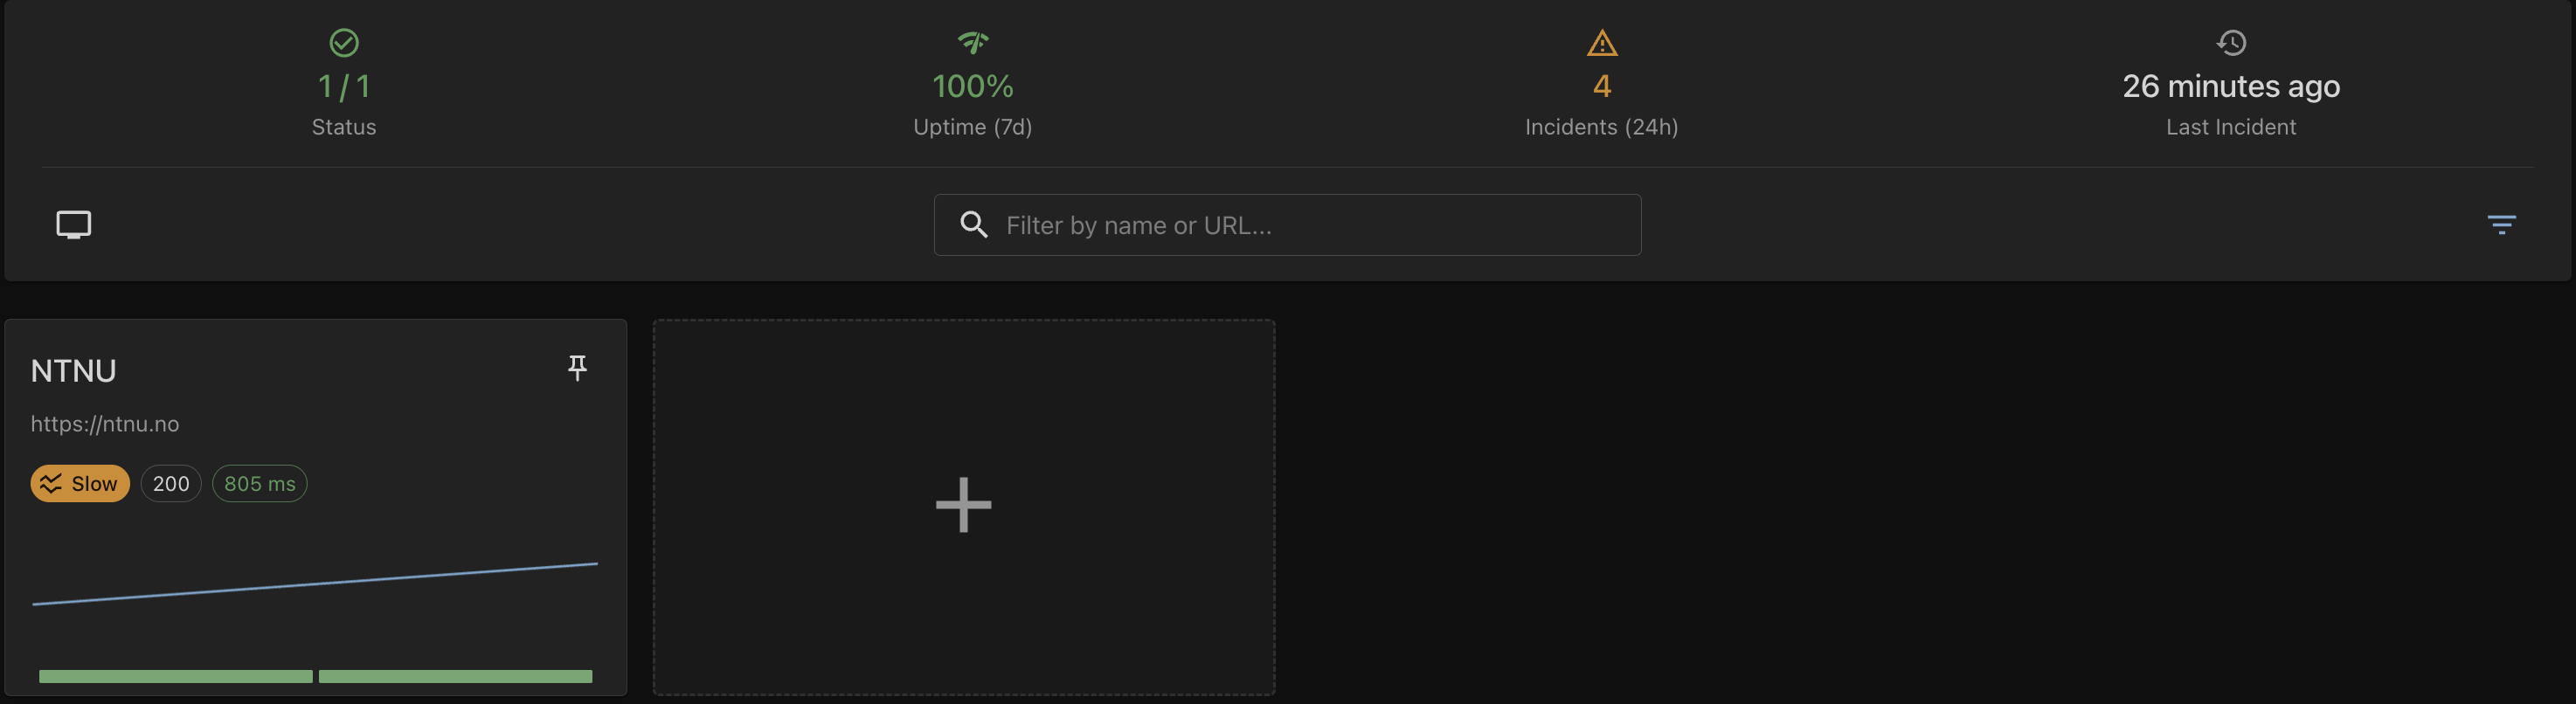 1 / 1
Status
100%
Uptime (7d)
4
Incidents (24h)
26 minutes ago
Last Incident
Filter by name or URL...
NTNU
https://ntnu.no
Slow 200 805 ms